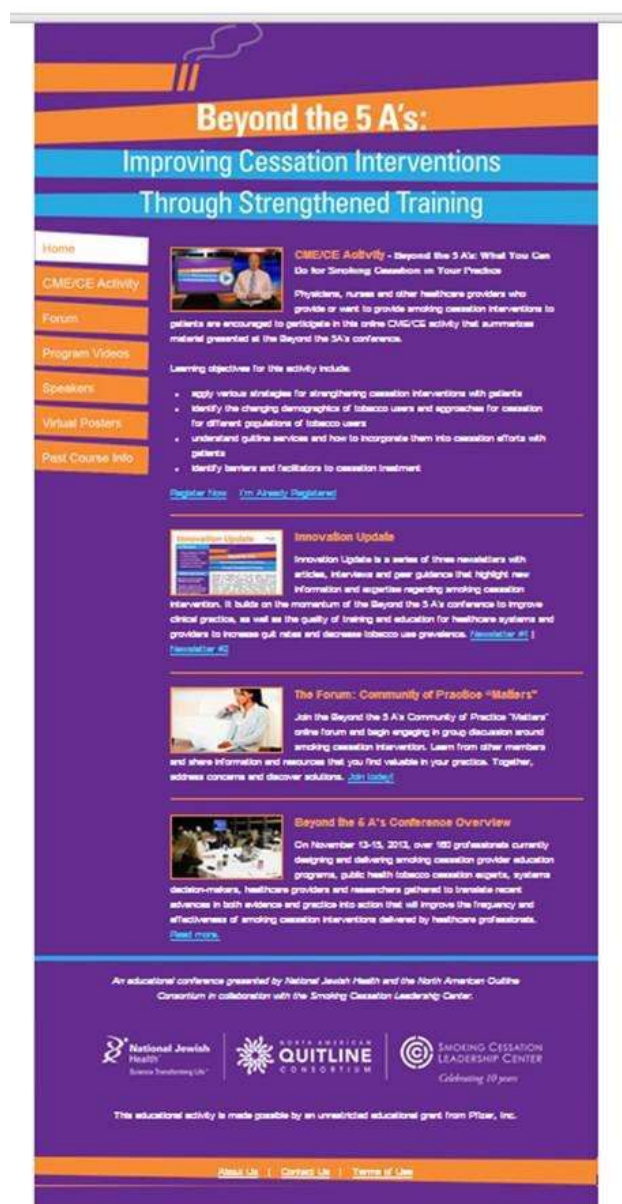 Beyond the 5 A's:
Improving Cessation Interventions
Through Strengthened Training
Home
CME/CE Activity
Forum
Program Videos
Speakers
Virtual Posters
Past Course Info
CME/CE Activity - Beyond the 5 A's: What You Can
Do for Smoking Cessation in Your Practice
Physicians, nurses and other healthcare providers who
provide or want to provide smoking cessation interventions to
patients are encouraged to participate in this online CME/CE activity that summarizes
material presented at the Beyond the 5A's conference.
Learning objectives for this activity include:
apply various strategies for strengthening cessation interventions with patients
identify the changing demographics of tobacco users and approaches for cessation
for different populations of tobacco users
understand quitline services and how to incorporate them into cessation efforts with
patients
identify barriers and facilitators to cessation treatment
Register Now I'm Already Registered
Innovation Update
Innovation Update
Innovation Update is a series of three newsletters with
articles, interviews and peer guidance that highlight new
information and expertise regarding smoking cessation
intervention. It builds on the momentum of the Beyond the 5 A's conference to improve
clinical practice, as well as the quality of training and education for healthcare systems and
providers to increase quit rates and decrease tobacco use prevalence. Newsletter #1 |
Newsletter #2
The Forum: Community of Practice "Matters"
Join the Beyond the 5 A's Community of Practice "Matters"
online forum and begin engaging in group discussion around
smoking cessation intervention. Learn from other members
and share information and resources that you find valuable in your practice. Together,
address concerns and discover solutions. Join today!
Beyond the 5 A's Conference Overview
On November 13-15, 2013, over 160 professionals currently
designing and delivering smoking cessation provider education
programs, public health tobacco cessation experts, systems
decision-makers, healthcare providers and researchers gathered to translate recent
advances in both evidence and practice into action that will improve the frequency and
effectiveness of smoking cessation interventions delivered by healthcare professionals.
Read more.
An educational conference presented by National Jewish Health and the North American Quitline
Consortium in collaboration with the Smoking Cessation Leadership Center.
National Jewish
Health
Science Transforming Life
NORTH AMERICAN
QUITLINE
CONSORTIUM
SMOKING CESSATION
LEADERSHIP CENTER
Celebrating 10 years
This educational activity is made possible by an unrestricted educational grant from Pfizer, Inc.
About Us | Contact Us | Terms of Use